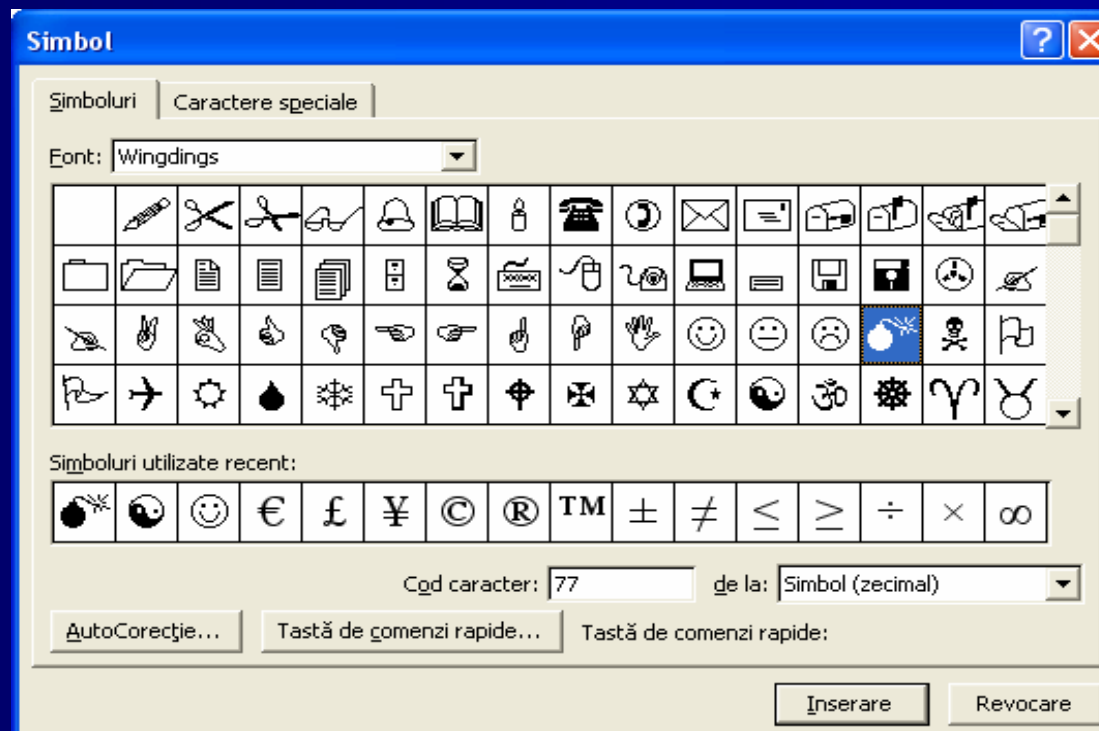 Simbol
Simboluri Caractere speciale
Font: Wingdings
Simboluri utilizate recent:
€ £ ¥ © ® ™ ± ≠ ≤ ≥ ÷ × ∞
Cod caracter: 77 de la: Simbol (zecimal)
AutoCorecţie... Tastă de comenzi rapide... Tastă de comenzi rapide:
Inserare Revocare